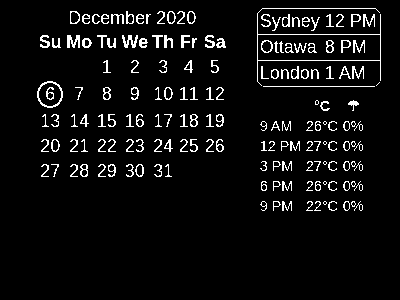 December 2020
Su Mo Tu We Th Fr Sa
1 2 3 4 5
6 7 8 9 10 11 12
13 14 15 16 17 18 19
20 21 22 23 24 25 26
27 28 29 30 31
Sydney 12 PM
Ottawa 8 PM
London 1 AM
°C ☂
9 AM 26°C 0%
12 PM 27°C 0%
3 PM 27°C 0%
6 PM 26°C 0%
9 PM 22°C 0%